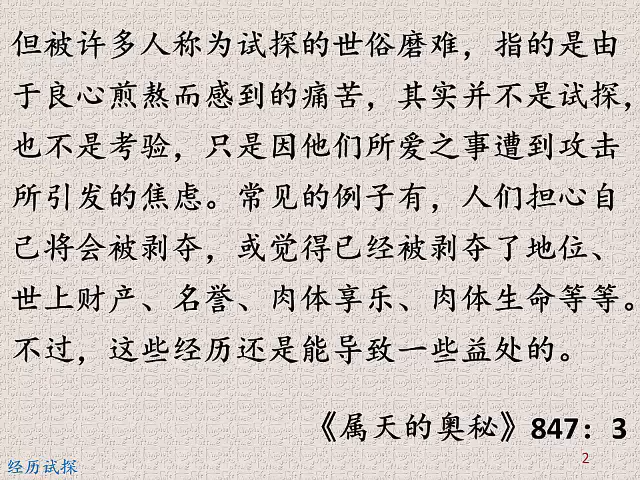 但被许多人称为试探的世俗磨难，指的是由
于良心煎熬而感到的痛苦，其实并不是试探，
也不是考验，只是因他们所爱之事遭到攻击
所引发的焦虑。常见的例子有，人们担心自
己将会被剥夺，或觉得已经被剥夺了地位、
世上财产、名誉、肉体享乐、肉体生命等等。
不过，这些经历还是能导致一些益处的。
《属天的奥秘》847：3
经历试探
2